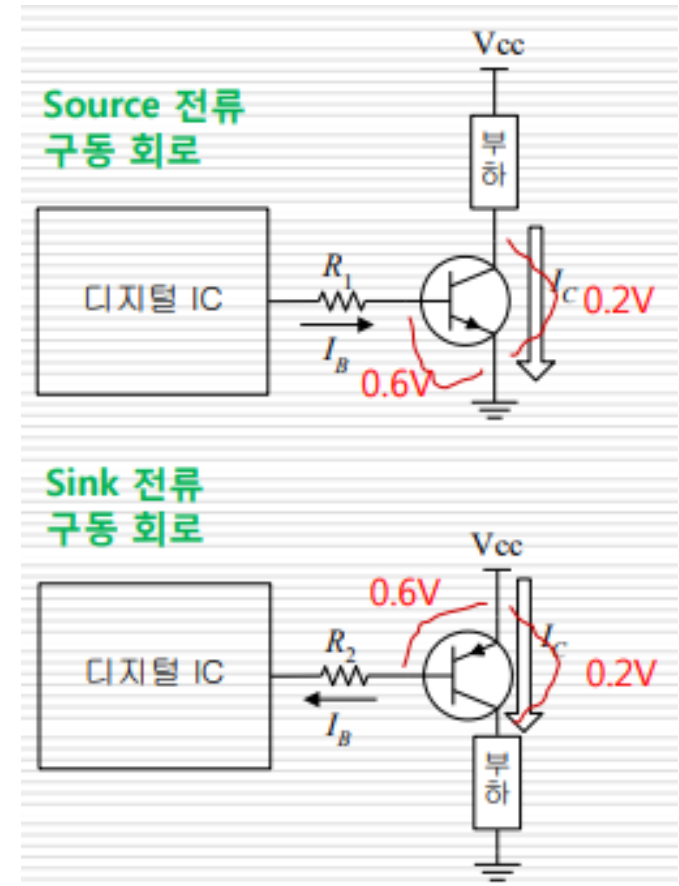 Vcc
Source 전류
구동 회로
부
하
디지털 IC
R1
IB
IC
0.2V
0.6V
Sink 전류
구동 회로
Vcc
0.6V
디지털 IC
R2
IB
IC
0.2V
부
하